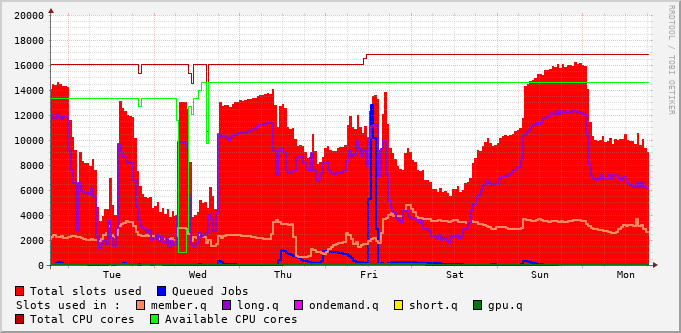 20000
18000
16000
14000
12000
10000
8000
6000
4000
2000
0
Tue Wed Thu Fri Sat Sun Mon
RRDTOOL / TOBI OETIKER
Total slots used Queued Jobs
Slots used in : member.q long.q ondemand.q short.q gpu.q
Total CPU cores Available CPU cores